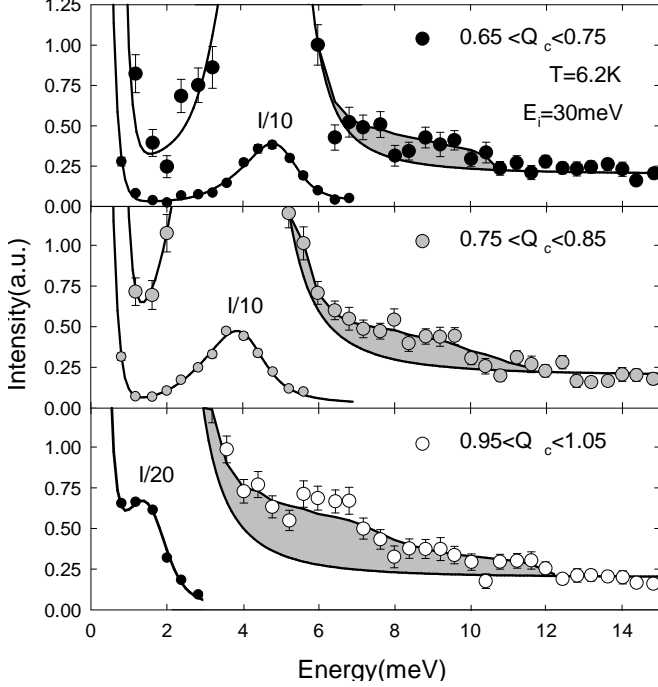 1.25
0.65 <Q c<0.75
1.00
T=6.2K
0.75
E i=30meV
I/10
0.50
0.25
0.00
0.75 <Q c<0.85
1.00
0.75
I/10
0.50
0.25
0.00
Intensity(a.u.)
0.95<Q c<1.05
1.00
I/20
0.75
0.50
0.25
0.00
0 2 4 6 8 10 12 14
Energy(meV)